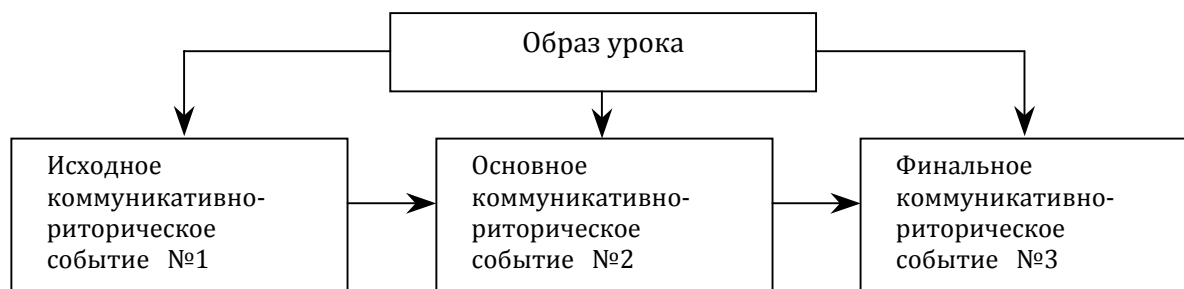 Образ урока
Исходное
коммуникативно-
риторическое
событие №1
Основное
коммуникативно-
риторическое
событие №2
Финальное
коммуникативно-
риторическое
событие №3